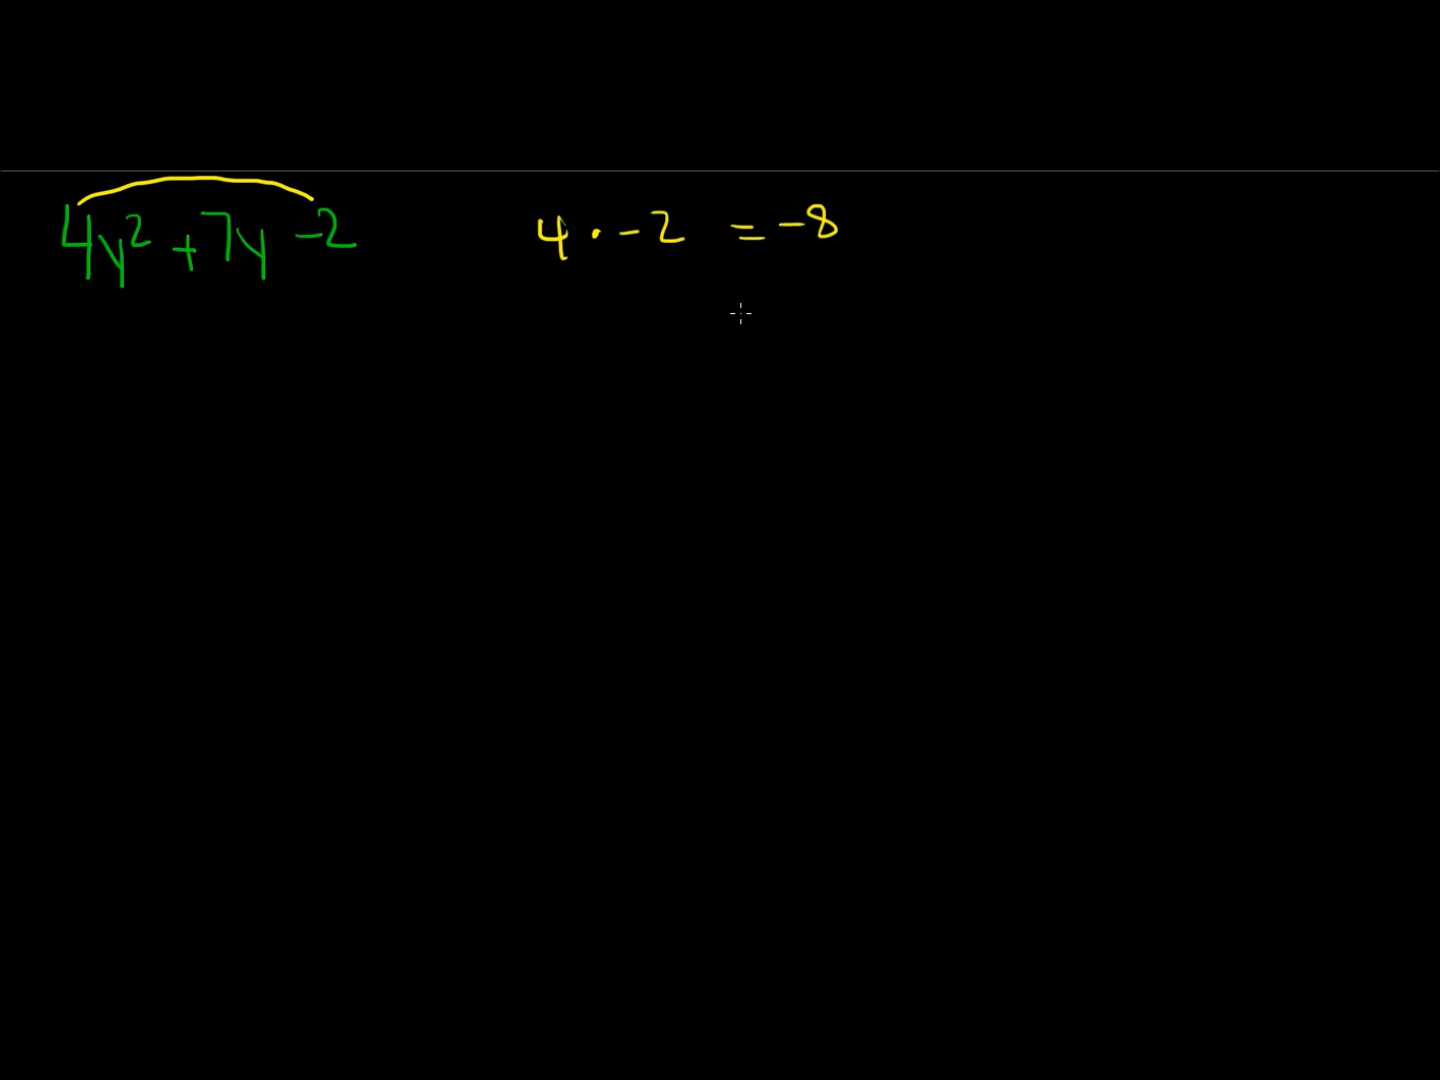 4y² + 7y - 2
4 · - 2 = - 8